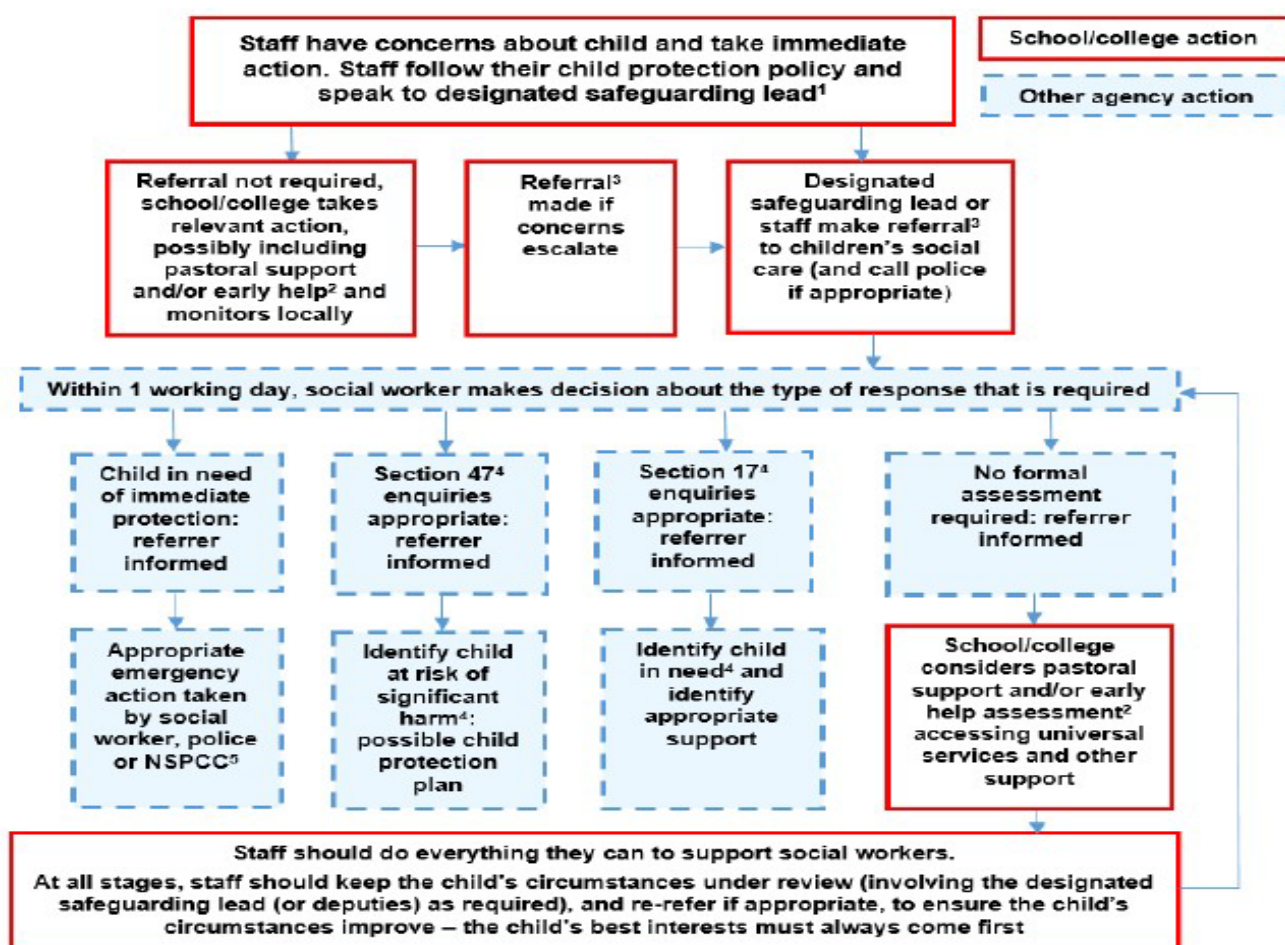 Staff have concerns about child and take immediate
action. Staff follow their child protection policy and
speak to designated safeguarding lead¹
School/college action
Other agency action
Referral not required,
school/college takes
relevant action,
possibly including
pastoral support
and/or early help² and
monitors locally
Referral³
made if
concerns
escalate
Designated
safeguarding lead or
staff make referral³
to children's social
care (and call police
if appropriate)
Within 1 working day, social worker makes decision about the type of response that is required
Child in need
of immediate
protection:
referrer
informed
Section 47⁴
enquiries
appropriate:
referrer
informed
Section 17⁴
enquiries
appropriate:
referrer
informed
No formal
assessment
required: referrer
informed
Appropriate
emergency
action taken
by social
worker, police
or NSPCC⁵
Identify child
at risk of
significant
harm⁴:
possible child
protection
plan
Identify child
in need⁴ and
identify
appropriate
support
School/college
considers pastoral
support and/or early
help assessment²
accessing universal
services and other
support
Staff should do everything they can to support social workers.
At all stages, staff should keep the child's circumstances under review (involving the designated
safeguarding lead (or deputies) as required), and re-refer if appropriate, to ensure the child's
circumstances improve – the child's best interests must always come first